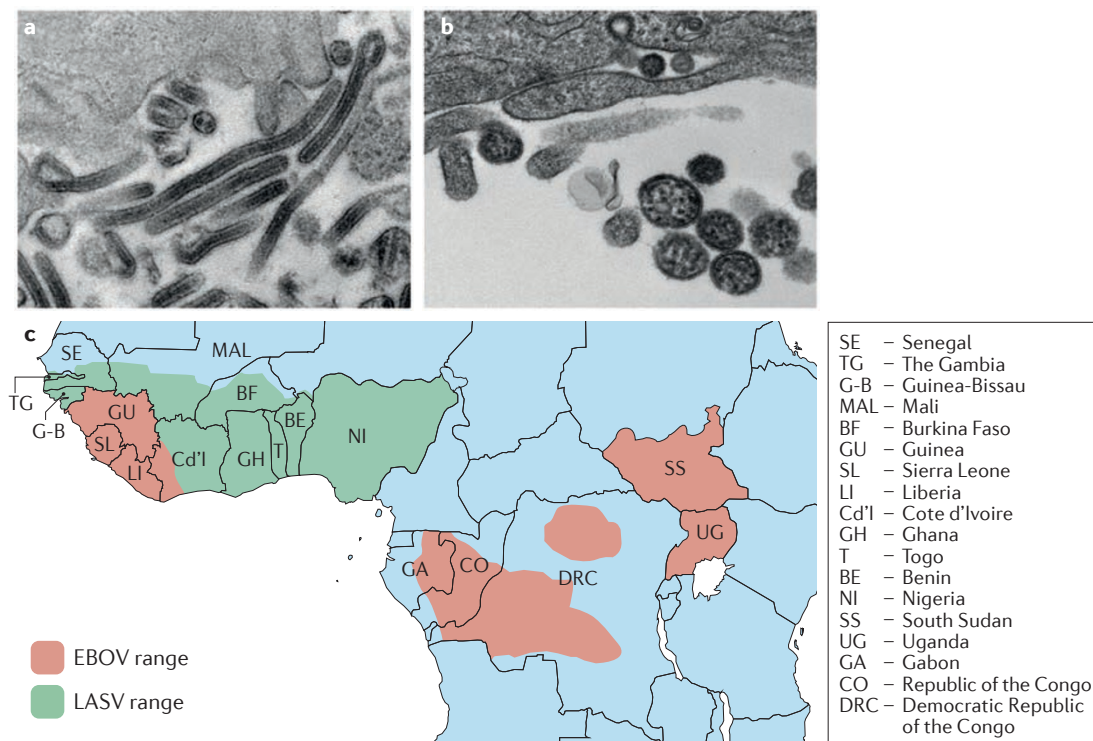 a
b
c
SE
MAL
TG
G-B
GU
BF
BE
SL
LI
Cd'I
GH
T
NI
SS
UG
GA
CO
DRC
EBOV range
LASV range
SE – Senegal
TG – The Gambia
G-B – Guinea-Bissau
MAL – Mali
BF – Burkina Faso
GU – Guinea
SL – Sierra Leone
LI – Liberia
Cd'I – Cote d'Ivoire
GH – Ghana
T – Togo
BE – Benin
NI – Nigeria
SS – South Sudan
UG – Uganda
GA – Gabon
CO – Republic of the Congo
DRC – Democratic Republic
of the Congo